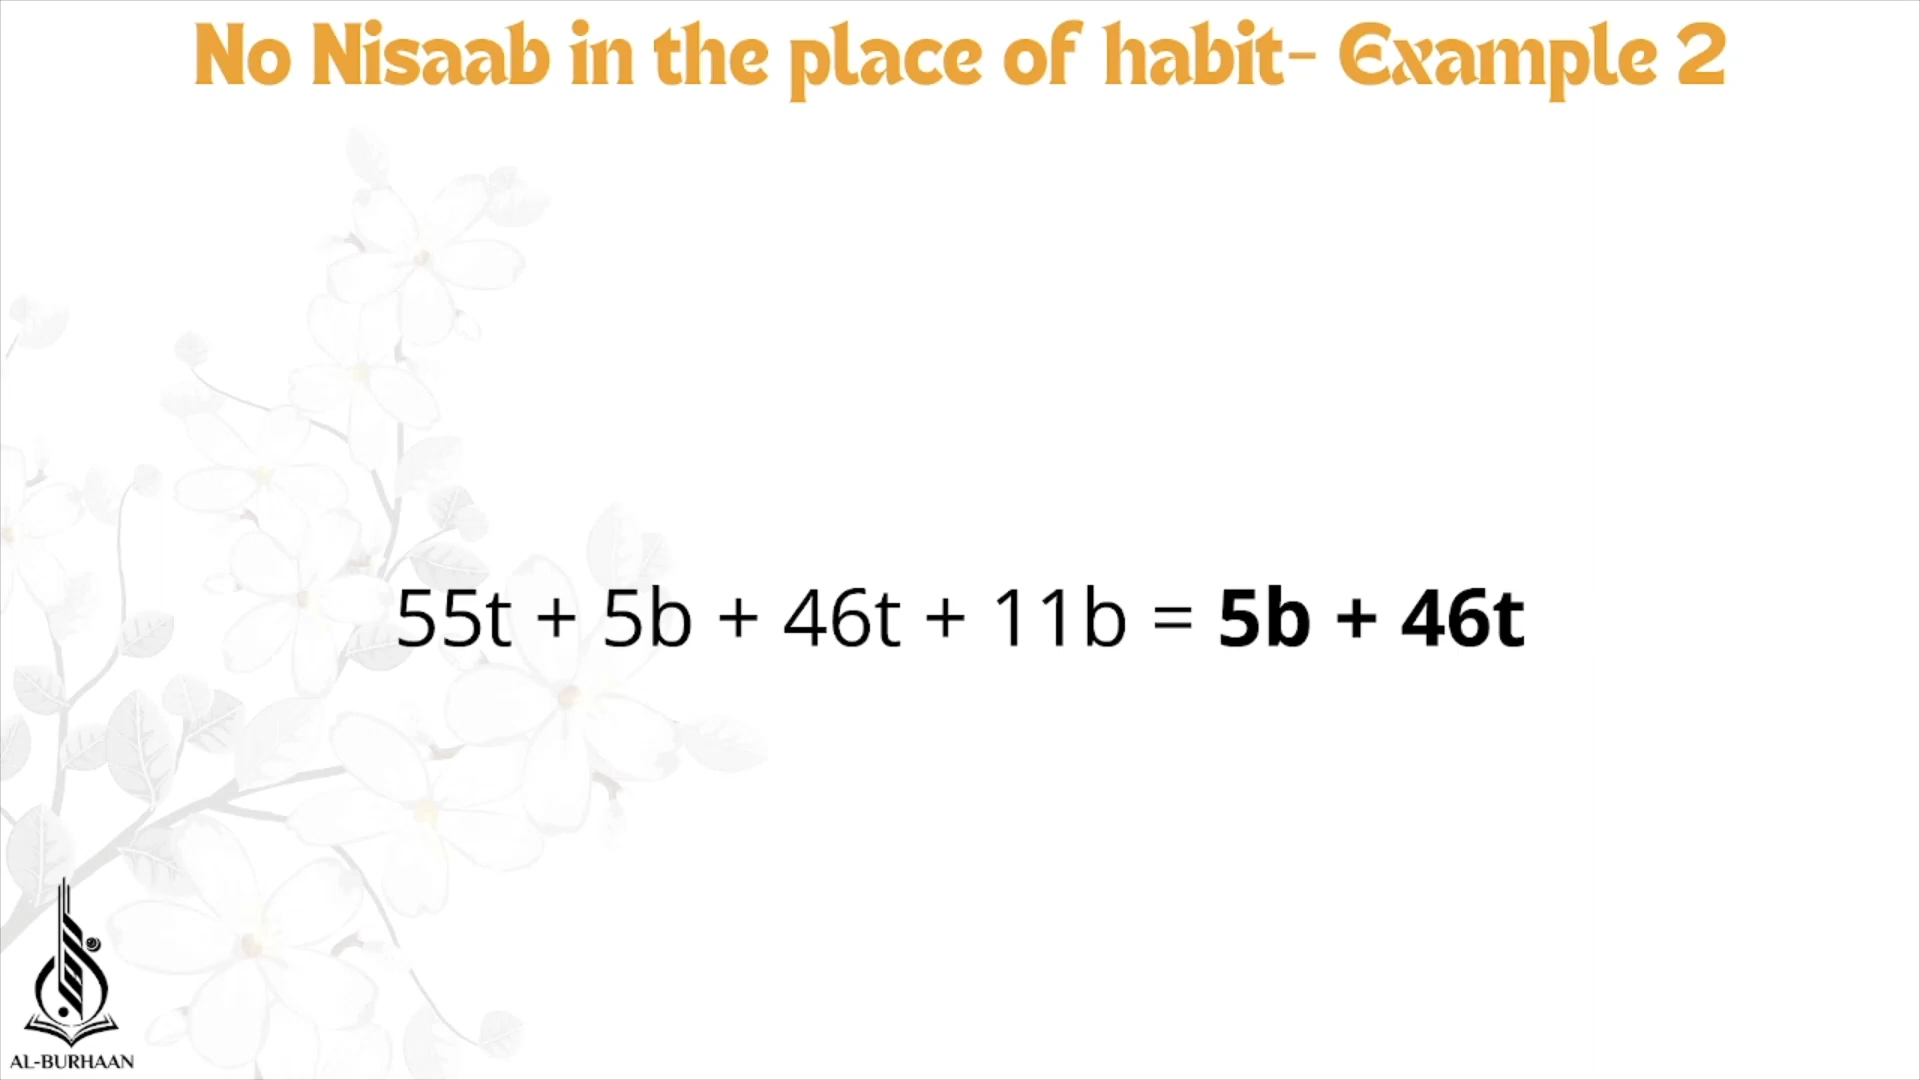 No Nisaab in the place of habit- Example 2
55t + 5b + 46t + 11b = 5b + 46t
AL-BURHAAN